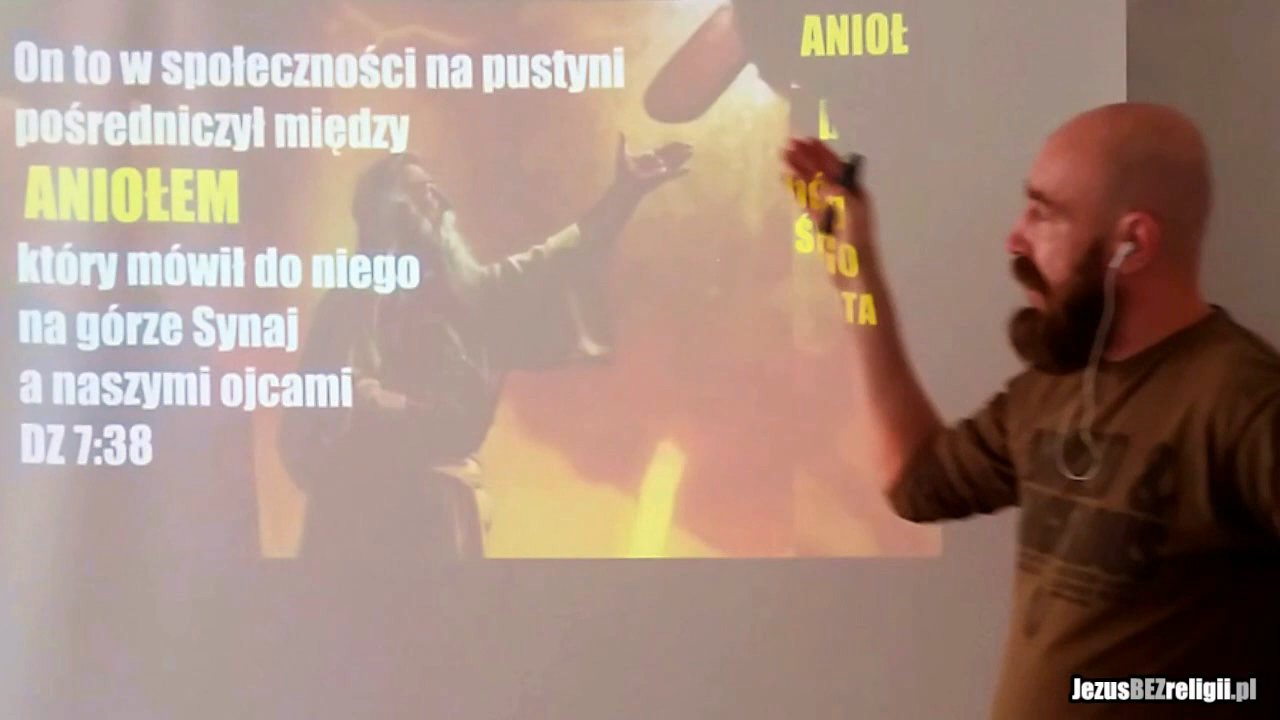 On to w społeczności na pustyni
pośredniczył między
ANIOŁEM
który mówił do niego
na górze Synaj
a naszymi ojcami
DZ 7:38
ANIOŁ
JezusBEZreligii.pl